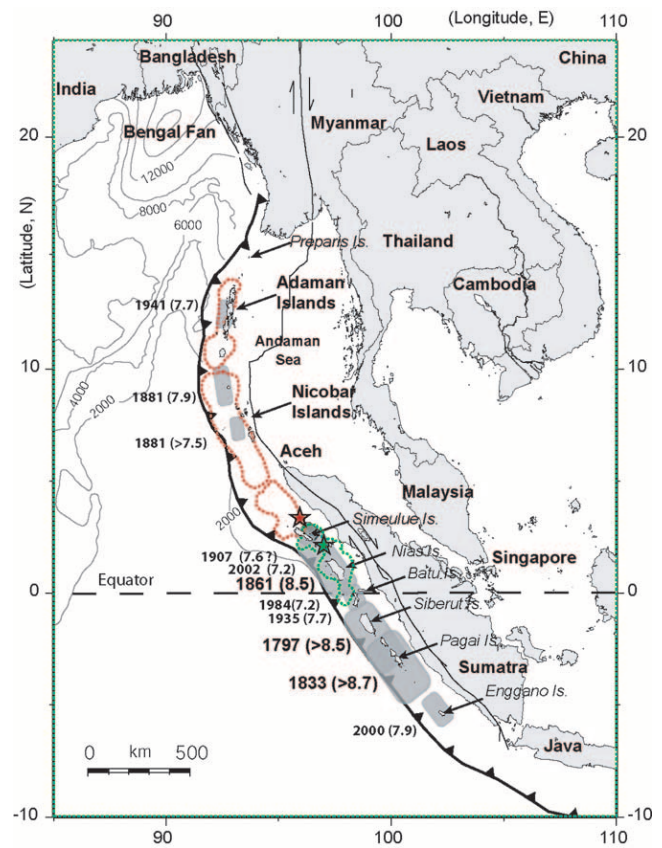 90 100 (Longitude, E) 110
Bangladesh
China
India
Vietnam
Bengal Fan
Myanmar
20
Laos
12000
8000
6000
(Latitude, N)
Preparis Is.
Thailand
Adaman
Islands
1941 (7.7)
Cambodia
Andaman
Sea
4000
2000
10 10
1881 (7.9)
Nicobar
Islands
1881 (>7.5)
Aceh
Malaysia
2000
Simeulue Is.
1907 (7.6?)
2002 (7.2)
Nias Is.
Singapore
1861 (8.5)
Batu Is.
0 Equator 0
1984(7.2)
1935 (7.7)
Siberut Is.
1797 (>8.5)
Pagai Is.
Sumatra
1833 (>8.7)
Enggano Is.
2000 (7.9)
0 km 500
Java
-10 -10
90 100 110